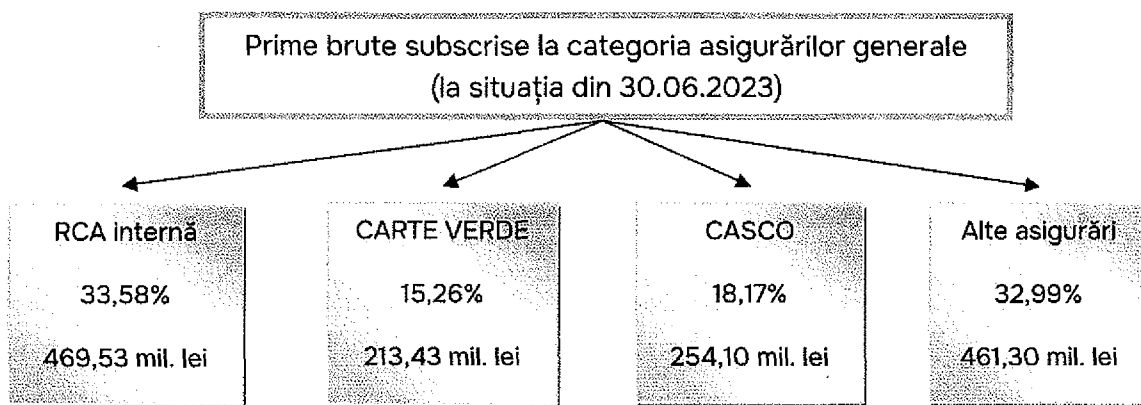 Prime brute subscrise la categoria asigurărilor generale
(la situația din 30.06.2023)
RCA internă
33,58%
469,53 mil. lei
CARTE VERDE
15,26%
213,43 mil. lei
CASCO
18,17%
254,10 mil. lei
Alte asigurări
32,99%
461,30 mil. lei